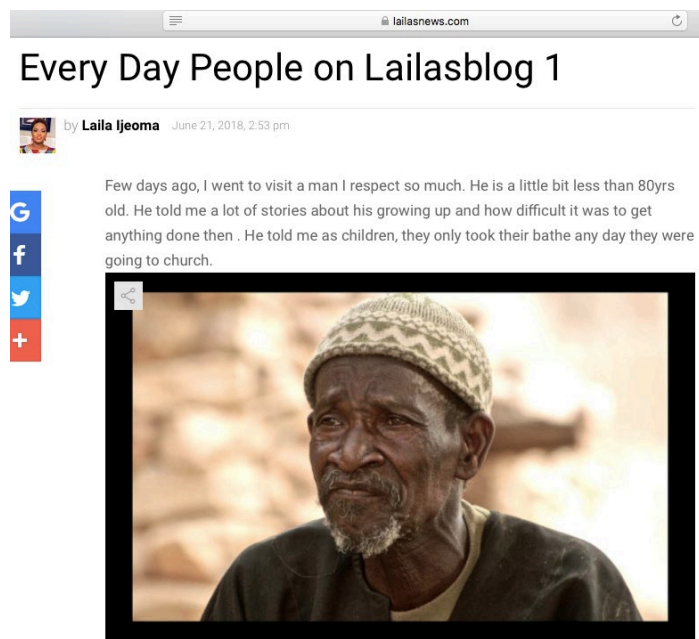 lailasnews.com
Every Day People on Lailasblog 1
by Laila Ijeoma June 21, 2018, 2:53 pm
Few days ago, I went to visit a man I respect so much. He is a little bit less than 80yrs
old. He told me a lot of stories about his growing up and how difficult it was to get
anything done then . He told me as children, they only took their bathe any day they were
going to church.
G
f
+